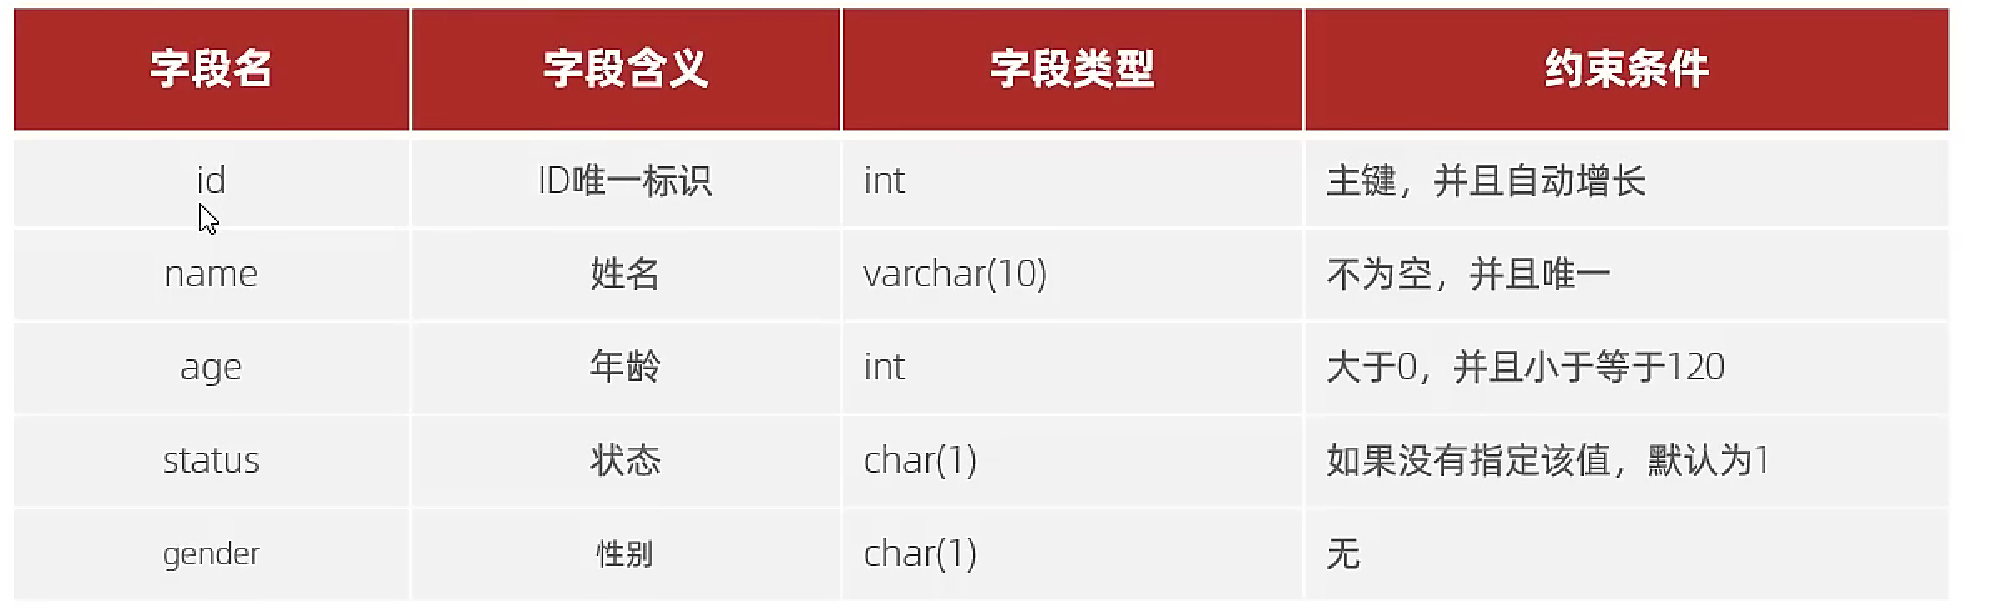 字段名 字段含义 字段类型 约束条件
id ID唯一标识 int 主键，并且自动增长
name 姓名 varchar(10) 不为空，并且唯一
age 年龄 int 大于0，并且小于等于120
status 状态 char(1) 如果没有指定该值，默认为1
gender 性别 char(1) 无